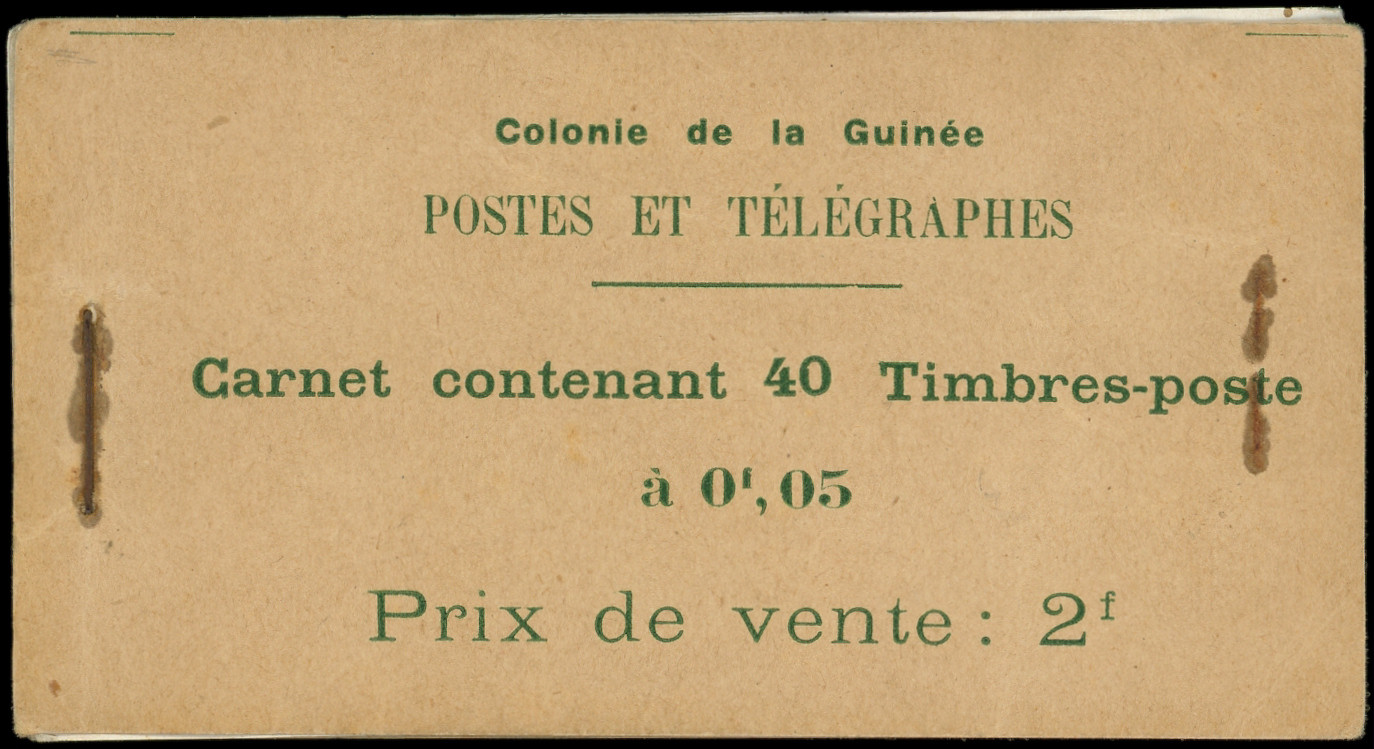 Colonie de la Guinée
POSTES ET TÉLÉGRAPHES
Carnet contenant 40 Timbres-poste
à 0ᶠ,05
Prix de vente : 2ᶠ